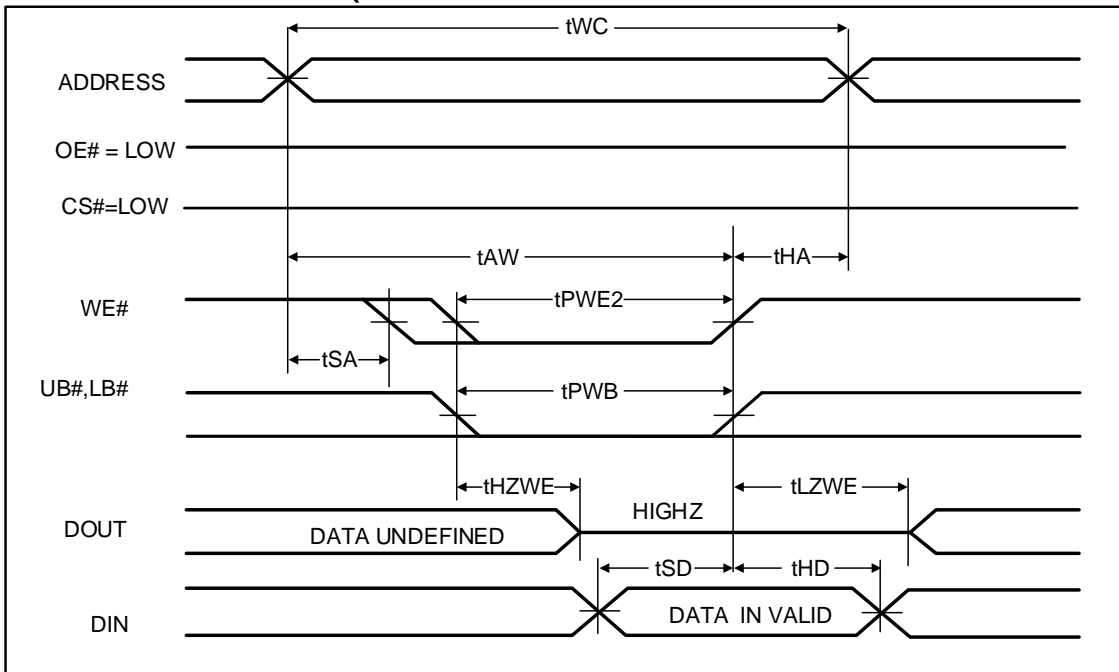 tWC
ADDRESS
OE# = LOW
CS#=LOW
tAW
tHA
WE#
tPWE2
tSA
UB#,LB#
tPWB
tHZWE
tLZWE
DOUT
DATA UNDEFINED
HIGHZ
tSD
tHD
DIN
DATA IN VALID